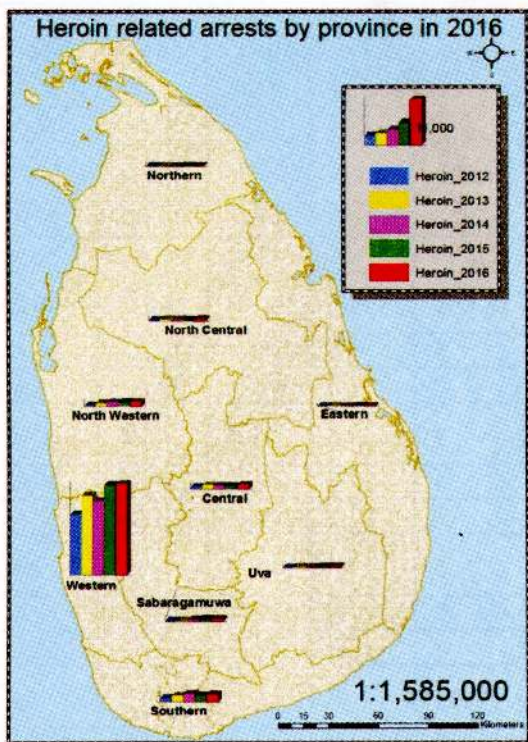 Heroin related arrests by province in 2016
Heroin_2012
Heroin_2013
Heroin_2014
Heroin_2015
Heroin_2016
Northern
North Central
North Western
Eastern
Central
Western
Uva
Sabaragamuwa
Southern
1:1,585,000
0 15 30 60 90 120
Kilometers